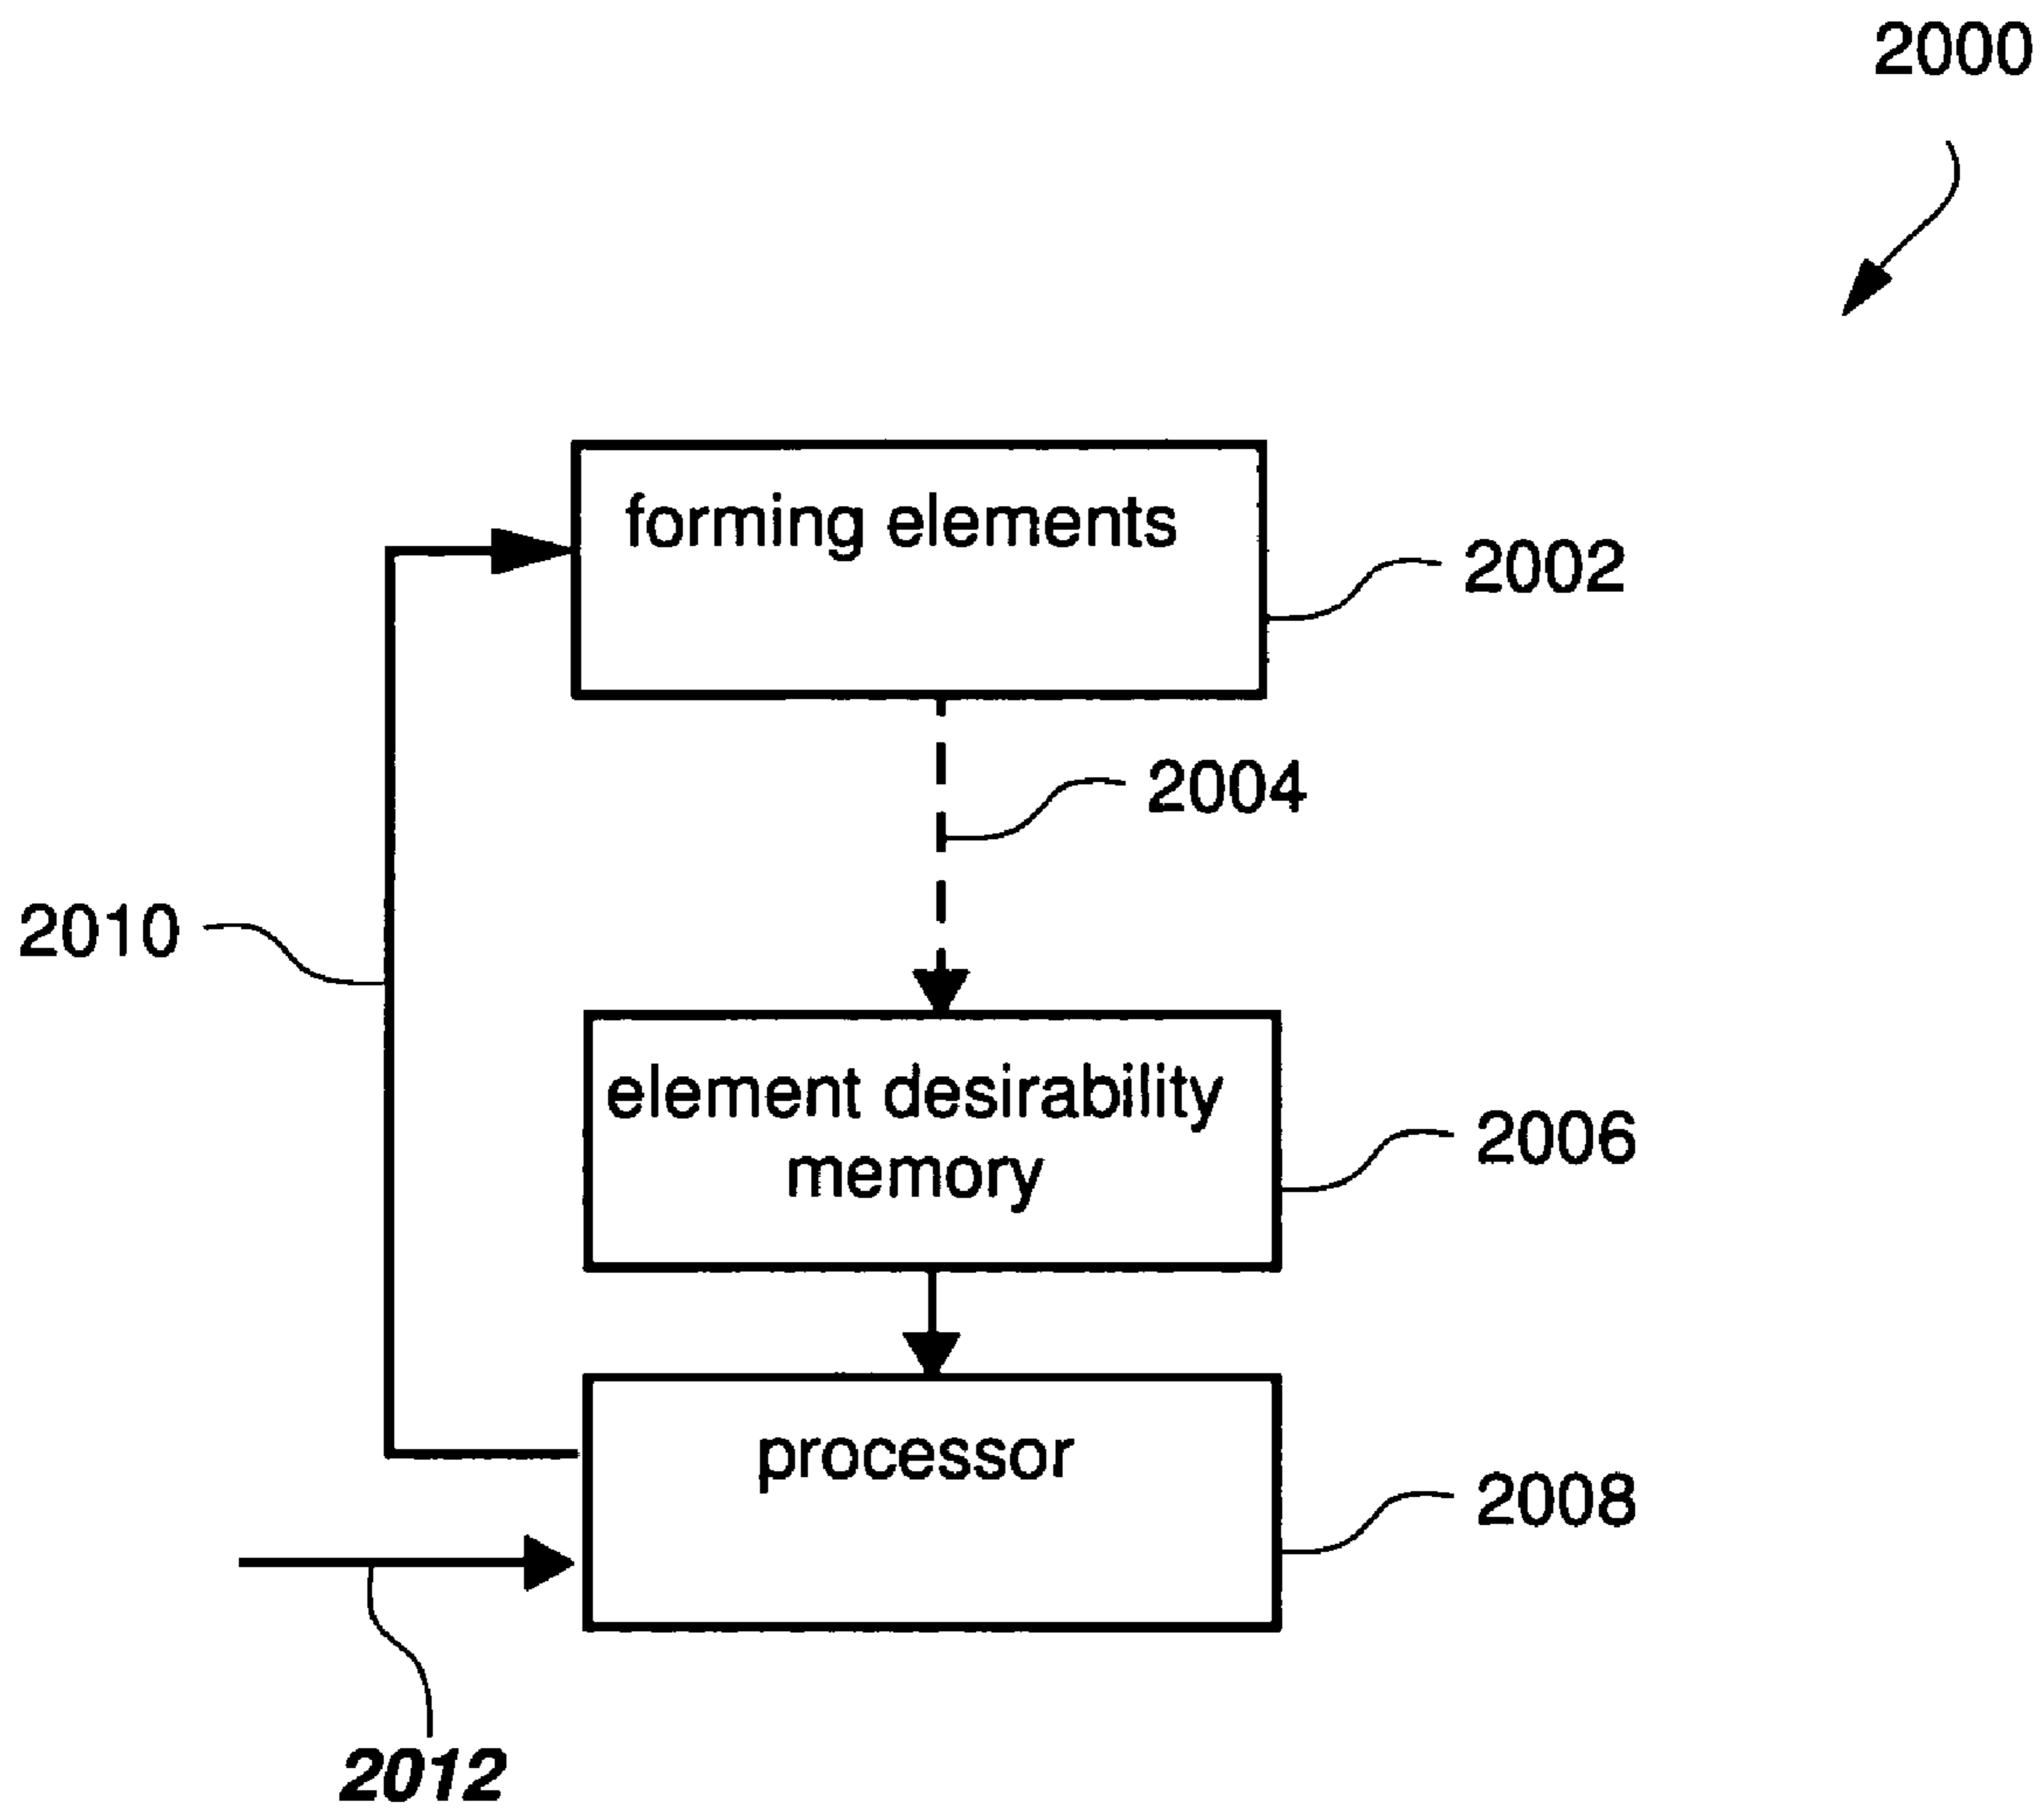 2000
forming elements
2002
2004
2010
element desirability
memory
2006
processor
2008
2012